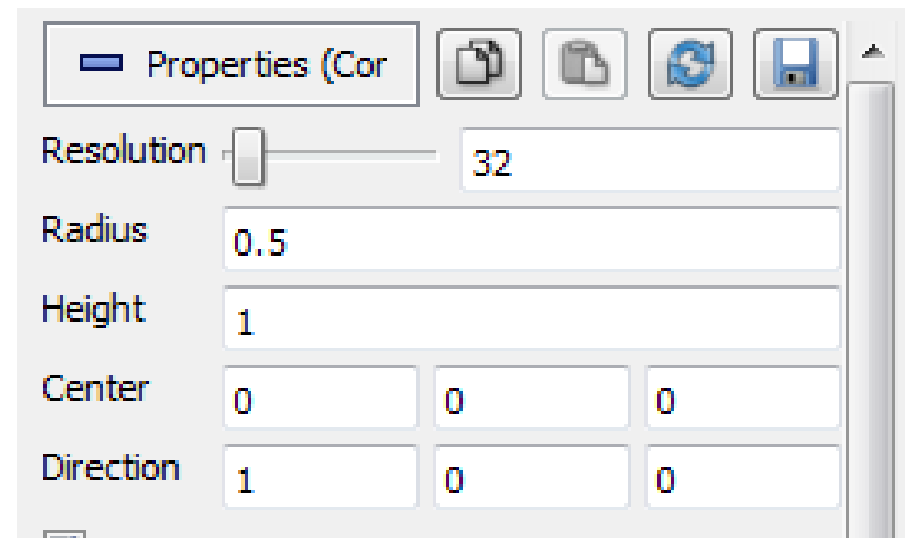 Properties (Cor
Resolution 32
Radius 0.5
Height 1
Center 0 0 0
Direction 1 0 0